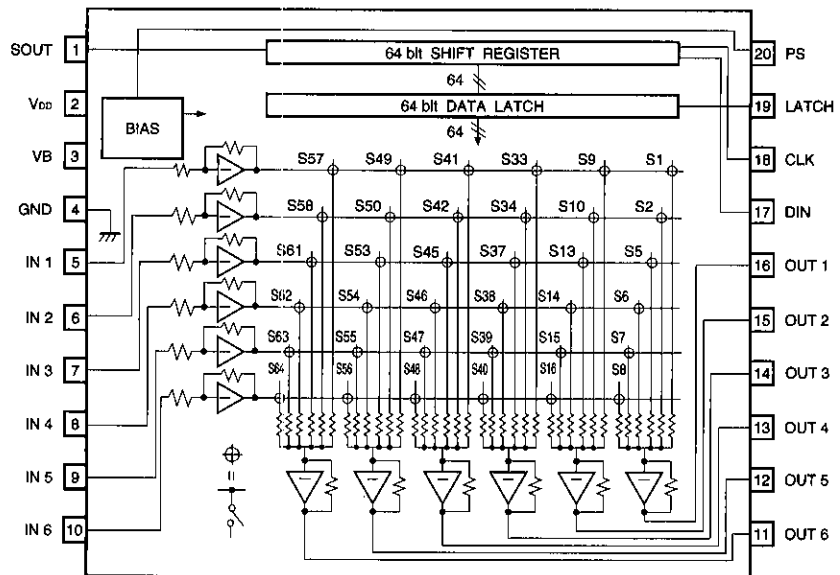 SOUT 1
64 bit SHIFT REGISTER
20 PS
64
VDD 2
64 bit DATA LATCH
19 LATCH
BIAS
64
VB 3
18 CLK
S57 S49 S41 S33 S9 S1
GND 4
17 DIN
S58 S50 S42 S34 S10 S2
IN 1 5
S61 S53 S45 S37 S13 S5
16 OUT 1
IN 2 6
S62 S54 S46 S38 S14 S6
15 OUT 2
IN 3 7
S63 S55 S47 S39 S15 S7
14 OUT 3
S64 S56 S48 S40 S16 S8
IN 4 8
13 OUT 4
IN 5 9
12 OUT 5
IN 6 10
11 OUT 6